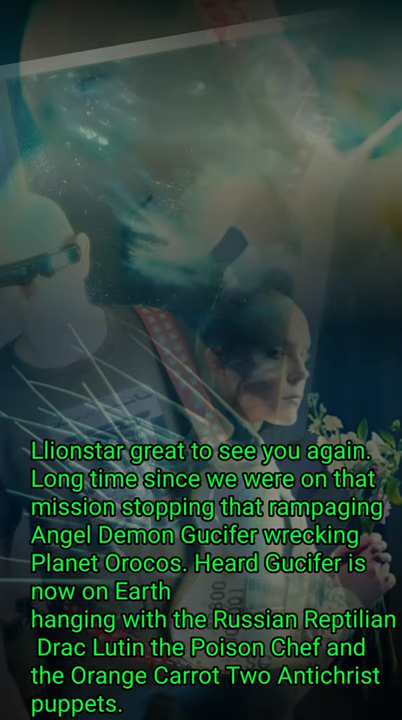 Llionstar great to see you again.
Long time since we were on that
mission stopping that rampaging
Angel Demon Gucifer wrecking
Planet Orocos. Heard Gucifer is
now on Earth
hanging with the Russian Reptilian
Drac Lutin the Poison Chef and
the Orange Carrot Two Antichrist
puppets.